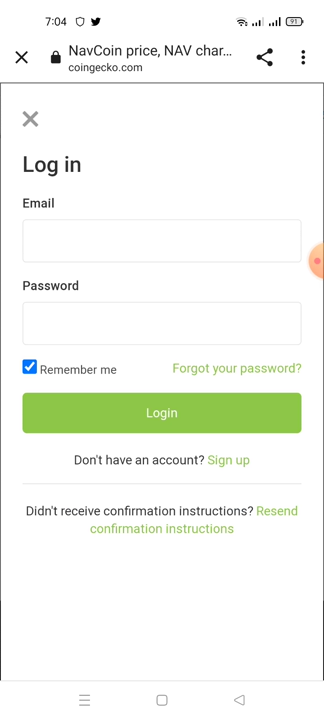 7:04
91
NavCoin price, NAV char...
coingecko.com
Log in
Email
Password
Remember me
Forgot your password?
Login
Don't have an account? Sign up
Didn't receive confirmation instructions? Resend
confirmation instructions